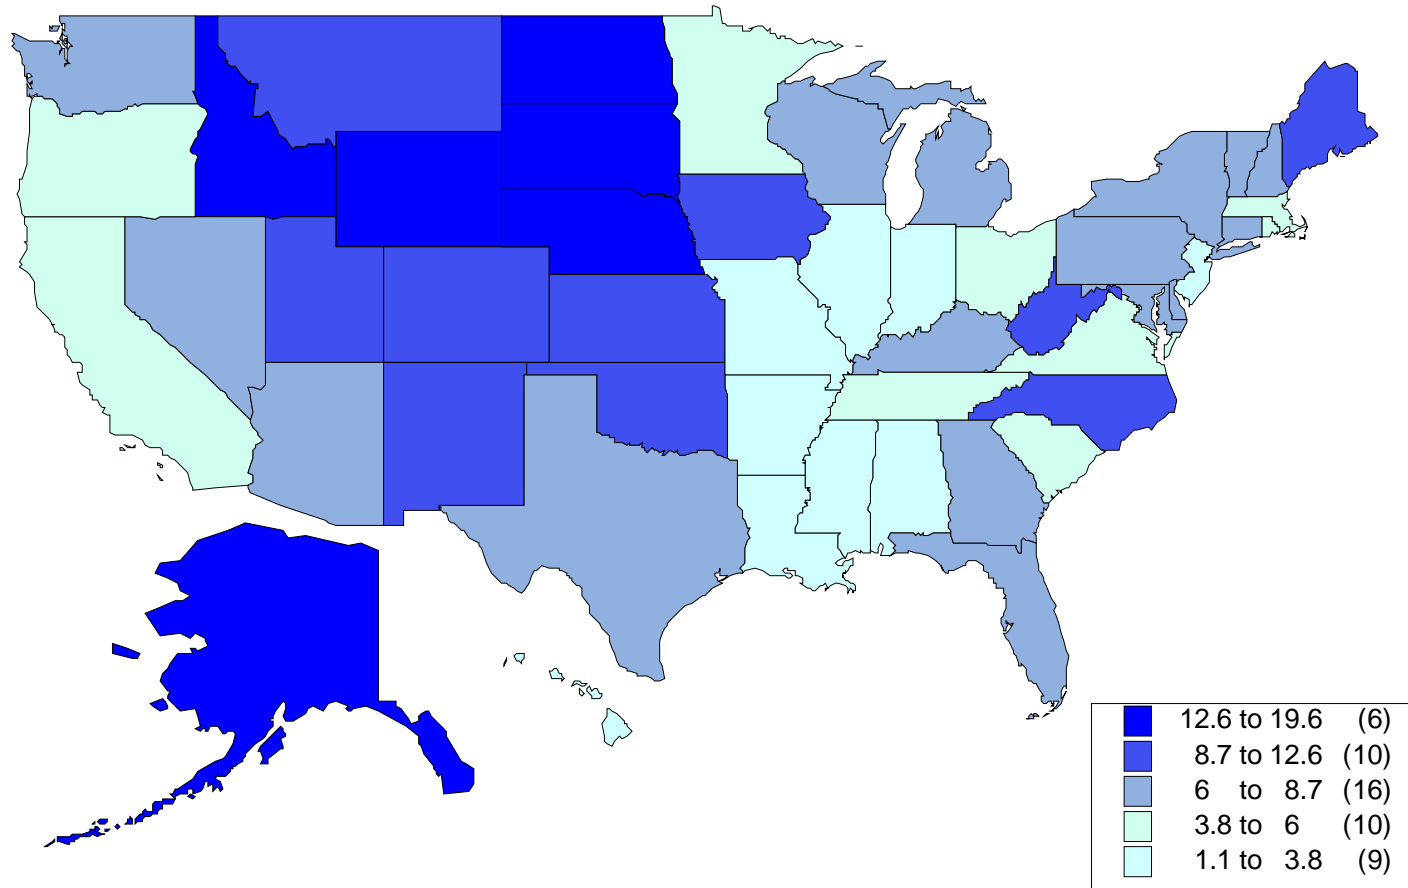 12.6 to 19.6 (6)
8.7 to 12.6 (10)
6 to 8.7 (16)
3.8 to 6 (10)
1.1 to 3.8 (9)